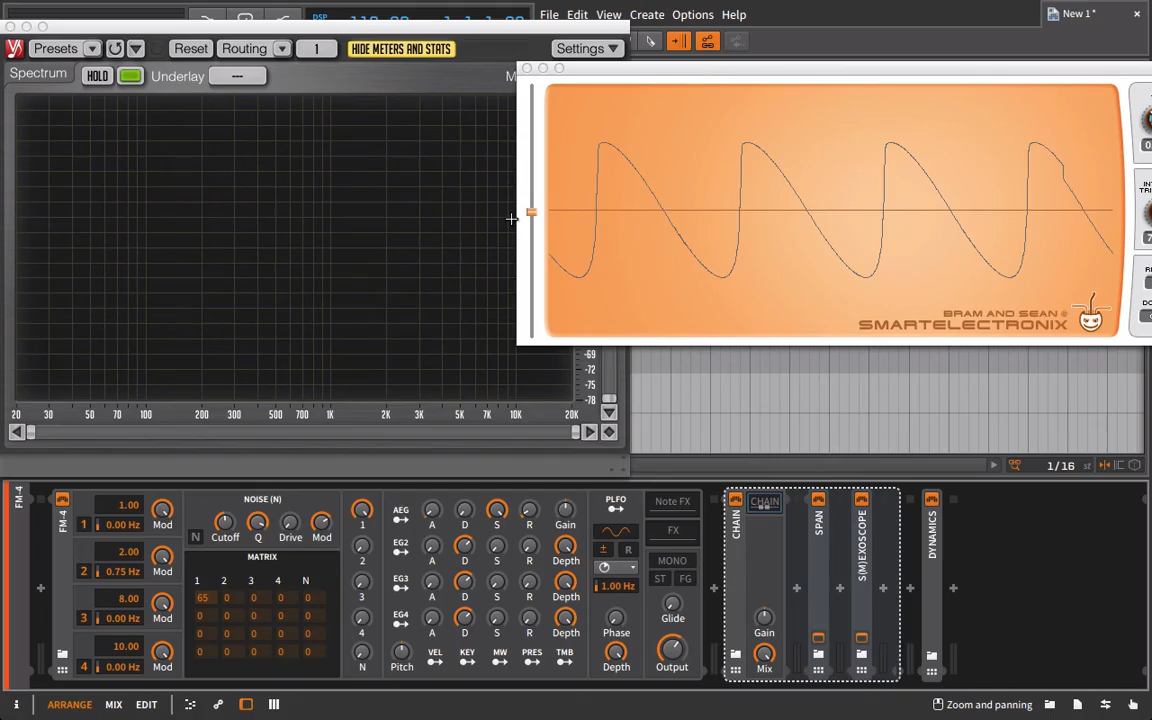 File Edit View Create Options Help
New 1*
DSP
Presets
Reset
Routing
1
HIDE METERS AND STATS
Settings
Spectrum
HOLD
Underlay
---
-69
-72
-75
-78
20 30 50 70 100 200 300 500 700 1K 2K 3K 5K 7K 10K 20K
BRAM AND SEAN @
SMARTELECTRONIX
1/16 st
FM-4
FM-4
1.00
1 0.00 Hz
Mod
2.00
2 0.75 Hz
Mod
8.00
3 0.00 Hz
Mod
10.00
4 0.00 Hz
Mod
NOISE (N)
N
Cutoff Q Drive Mod
MATRIX
1 2 3 4 N
65 0 0 0 0
0 0 0 0 0
0 0 0 0 0
0 0 0 0 0
1
2
3
4
N
AEG A D S R Gain
EG2 A D S R Depth
EG3 A D S R Depth
EG4 A D S R Depth
Pitch
VEL KEY MW PRES TMB
PLFO
± R
1.00 Hz
Phase
Depth
Note FX
FX
MONO
ST FG
Glide
Output
CHAIN
CHAIN
Gain
Mix
SPAN
S(M)EXOSCOPE
DYNAMICS
i ARRANGE MIX EDIT
Zoom and panning